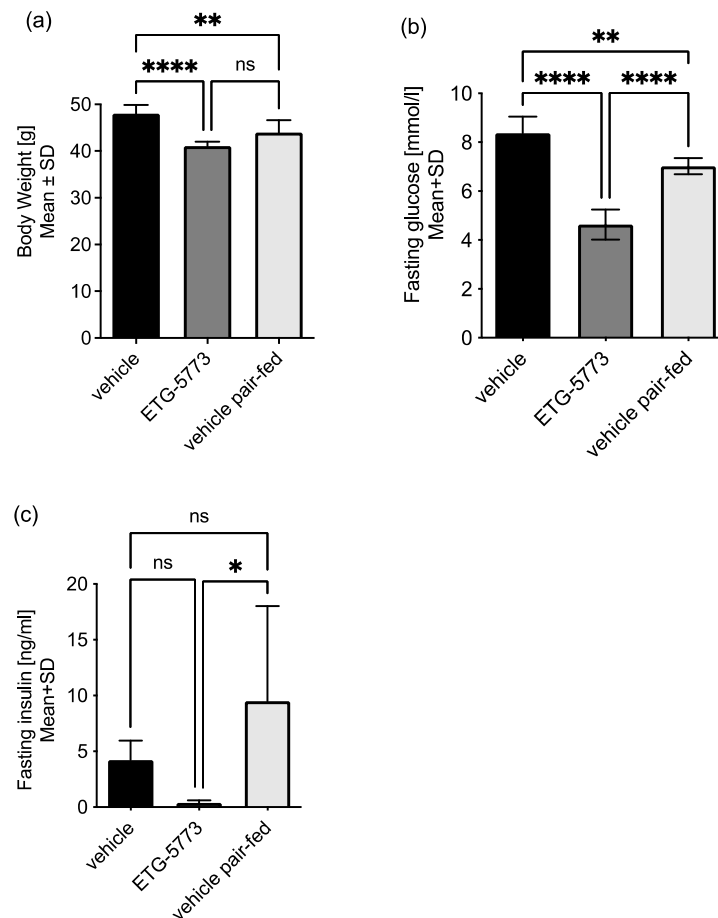 (a)
**
****
ns
Body Weight [g]
Mean ± SD
50
40
30
20
10
0
vehicle
ETG-5773
vehicle pair-fed
(b)
**
****
****
Fasting glucose [mmol/l]
Mean+SD
10
8
6
4
2
0
vehicle
ETG-5773
vehicle pair-fed
(c)
ns
ns
*
Fasting insulin [ng/ml]
Mean+SD
20
15
10
5
0
vehicle
ETG-5773
vehicle pair-fed